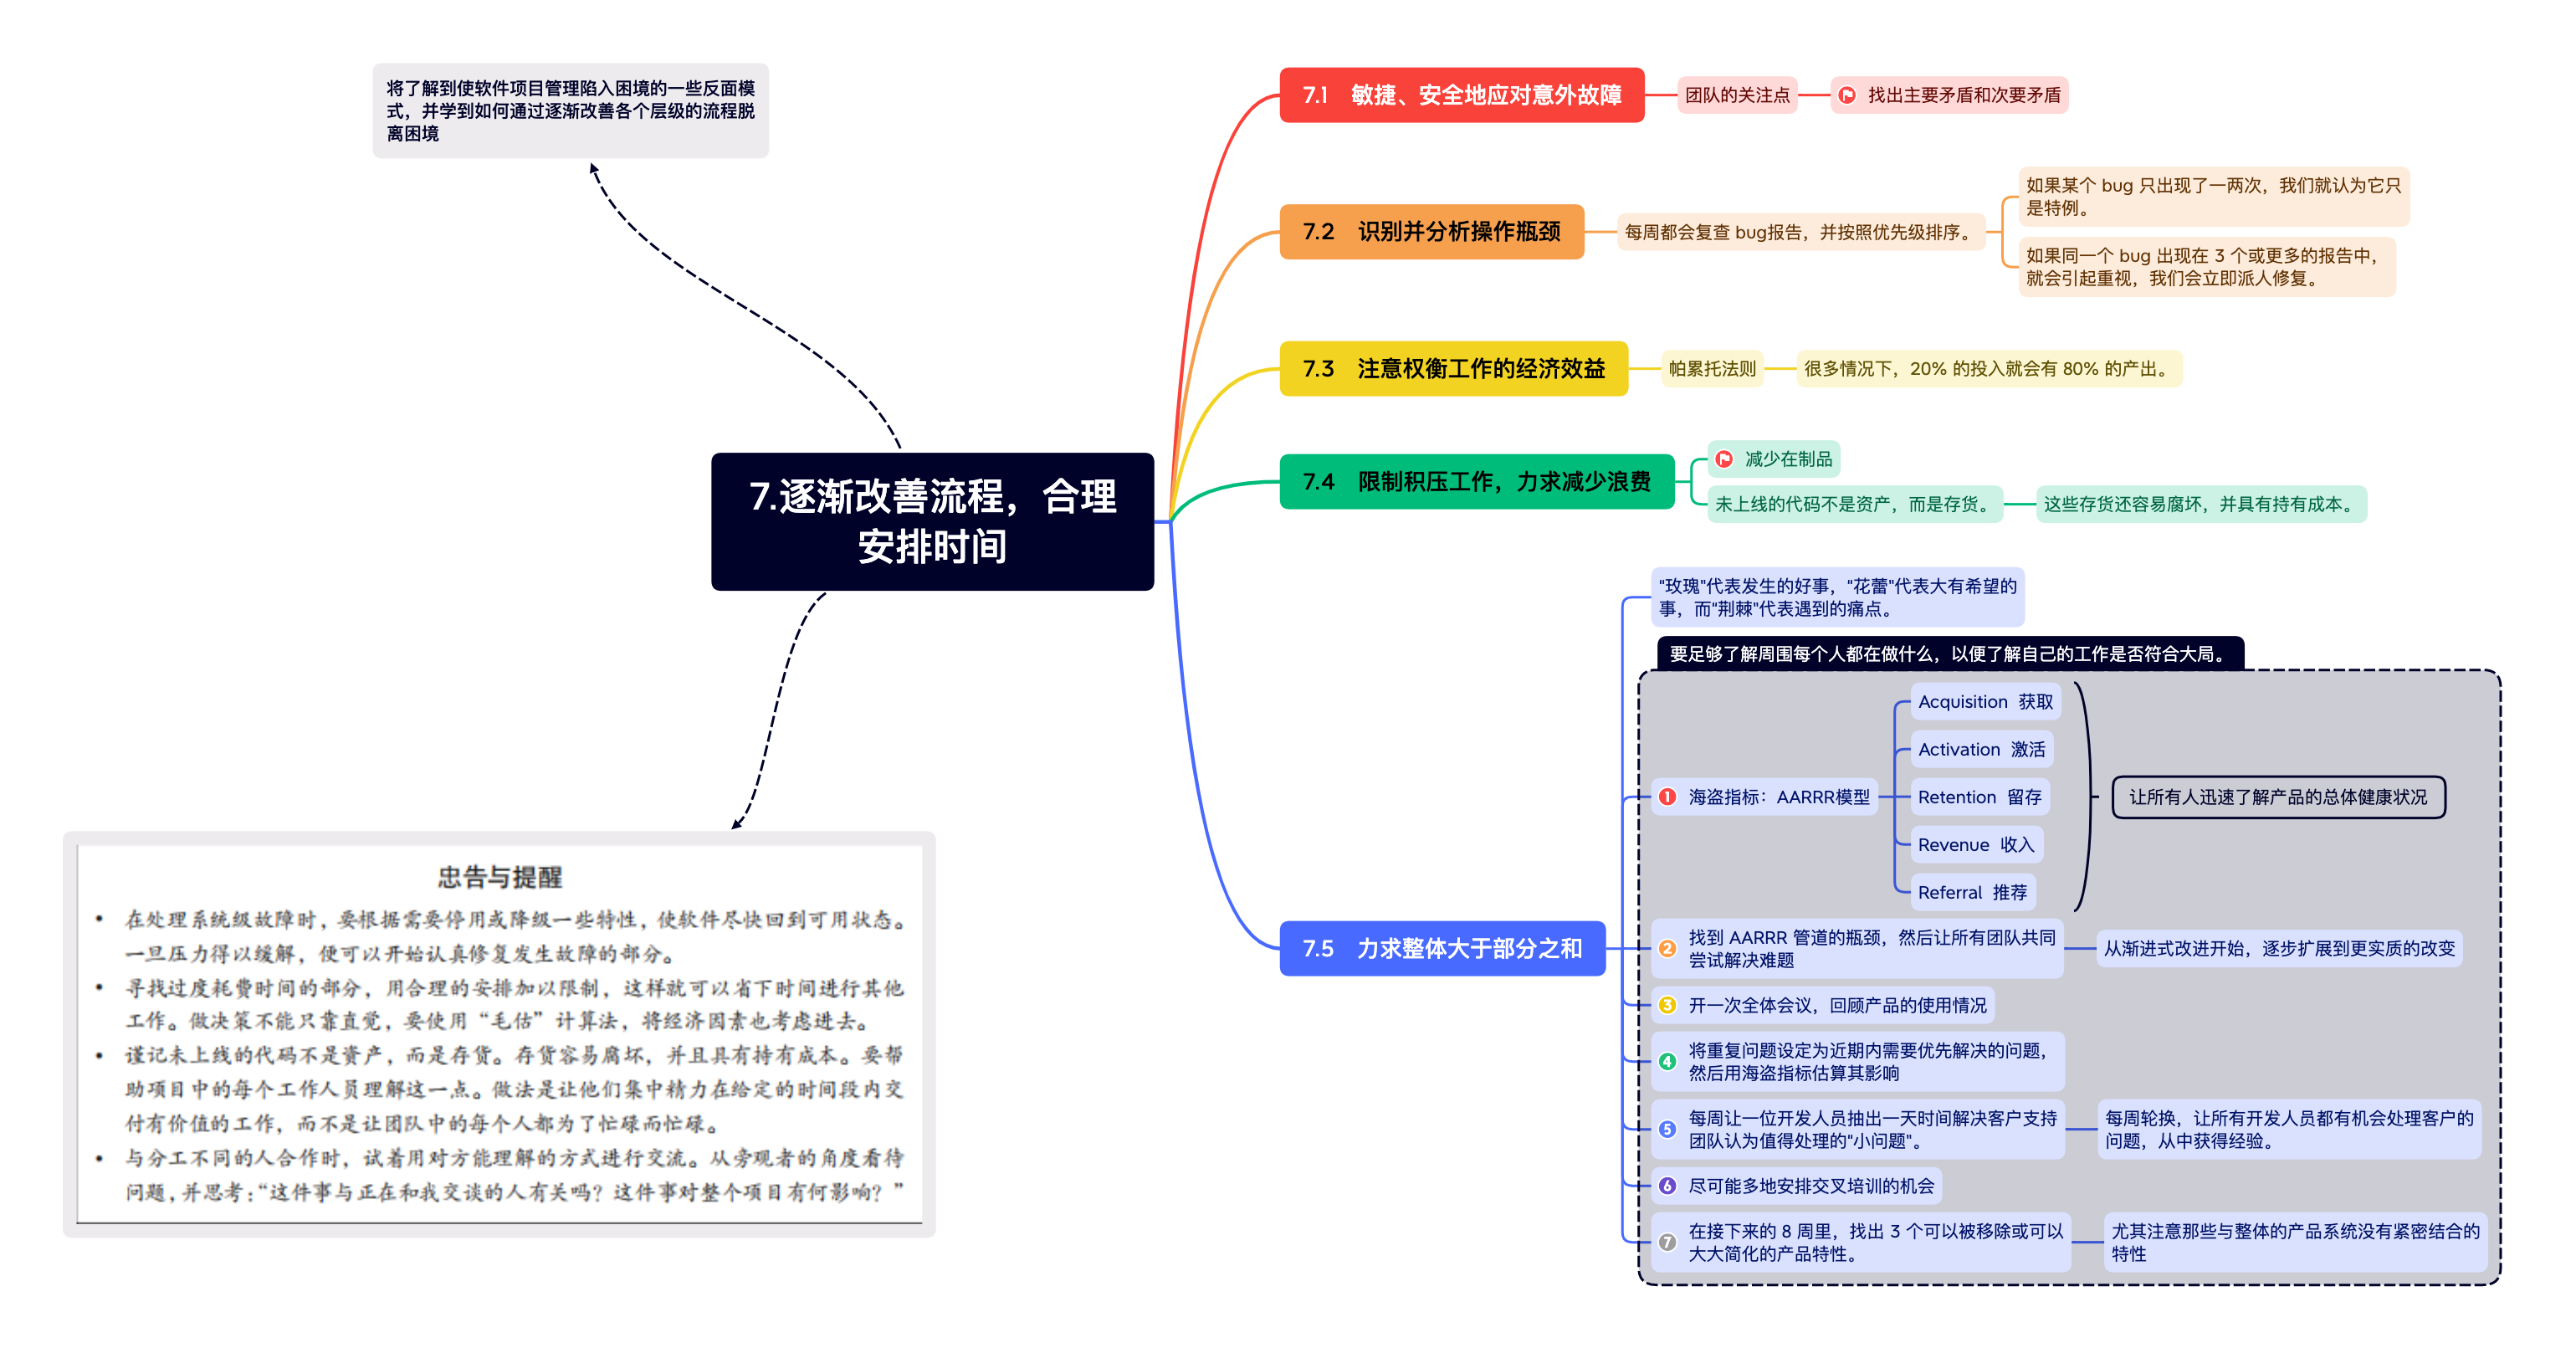 将了解到使软件项目管理陷入困境的一些反面模
式，并学到如何通过逐渐改善各个层级的流程脱
离困境
7.逐渐改善流程，合理
安排时间
忠告与提醒
• 在处理系统级故障时，要根据需要停用或降级一些特性，使软件尽快回到可用状态。
一旦压力得以缓解，便可以开始认真修复发生故障的部分。
• 寻找过度耗费时间的部分，用合理的安排加以限制，这样就可以省下时间进行其他
工作。做决策不能只靠直觉，要使用“毛估”计算法，将经济因素也考虑进去。
• 谨记未上线的代码不是资产，而是存货。存货容易腐坏，并且具有持有成本。要帮
助项目中的每个工作人员理解这一点。做法是让他们集中精力在给定的时间段内交
付有价值的工作，而不是让团队中的每个人都为了忙碌而忙碌。
• 与分工不同的人合作时，试着用对方能理解的方式进行交流。从旁观者的角度看待
问题，并思考：“这件事与正在和我交谈的人有关吗？这件事对整个项目有何影响？”
7.1 敏捷、安全地应对意外故障
团队的关注点
找出主要矛盾和次要矛盾
7.2 识别并分析操作瓶颈
每周都会复查 bug报告，并按照优先级排序。
如果某个 bug 只出现了一两次，我们就认为它只
是特例。
如果同一个 bug 出现在 3 个或更多的报告中，
就会引起重视，我们会立即派人修复。
7.3 注意权衡工作的经济效益
帕累托法则
很多情况下，20% 的投入就会有 80% 的产出。
7.4 限制积压工作，力求减少浪费
减少在制品
未上线的代码不是资产，而是存货。
这些存货还容易腐坏，并具有持有成本。
7.5 力求整体大于部分之和
“玫瑰”代表发生的好事，“花蕾”代表大有希望的
事，而“荆棘”代表遇到的痛点。
要足够了解周围每个人都在做什么，以便了解自己的工作是否符合大局。
1 海盗指标：AARRR模型
Acquisition 获取
Activation 激活
Retention 留存
Revenue 收入
Referral 推荐
让所有人迅速了解产品的总体健康状况
2 找到 AARRR 管道的瓶颈，然后让所有团队共同
尝试解决难题
从渐进式改进开始，逐步扩展到更实质的改变
3 开一次全体会议，回顾产品的使用情况
4 将重复问题设定为近期内需要优先解决的问题，
然后用海盗指标估算其影响
5 每周让一位开发人员抽出一天时间解决客户支持
团队认为值得处理的“小问题”。
每周轮换，让所有开发人员都有机会处理客户的
问题，从中获得经验。
6 尽可能多地安排交叉培训的机会
7 在接下来的 8 周里，找出 3 个可以被移除或可以
大大简化的产品特性。
尤其注意那些与整体的产品系统没有紧密结合的
特性